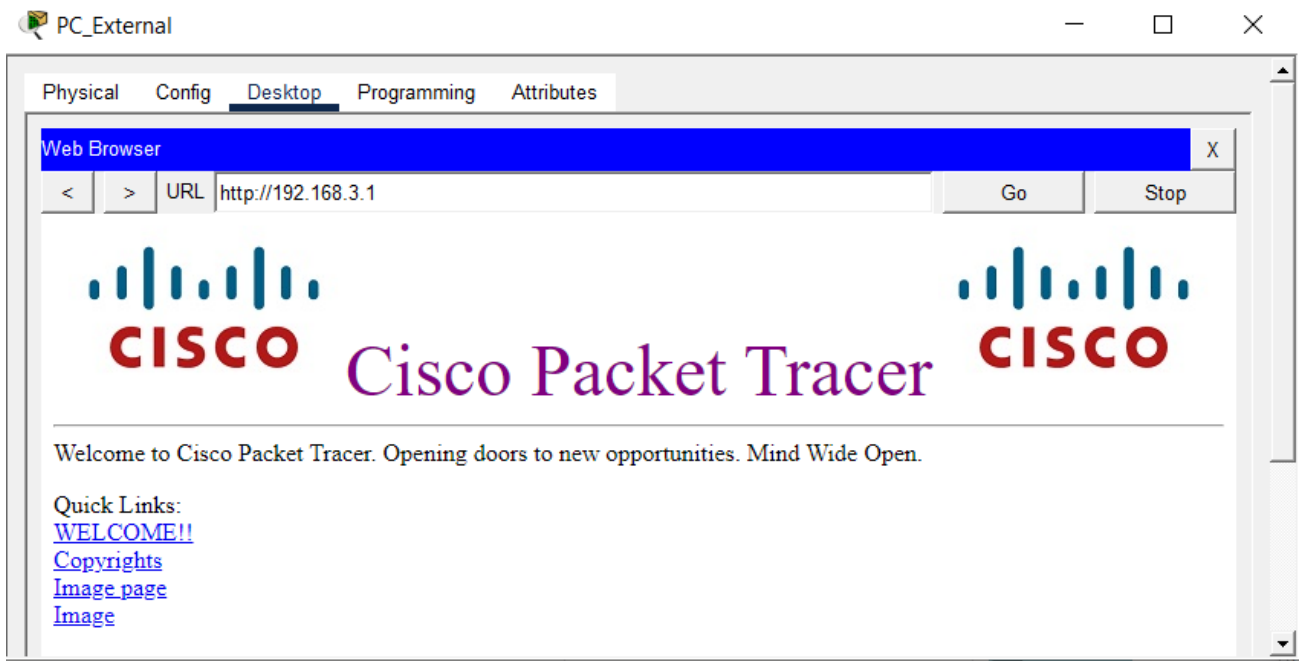 PC_External
Physical Config Desktop Programming Attributes
Web Browser X
< > URL http://192.168.3.1 Go Stop
CISCO Cisco Packet Tracer CISCO
Welcome to Cisco Packet Tracer. Opening doors to new opportunities. Mind Wide Open.
Quick Links:
WELCOME!!
Copyrights
Image page
Image